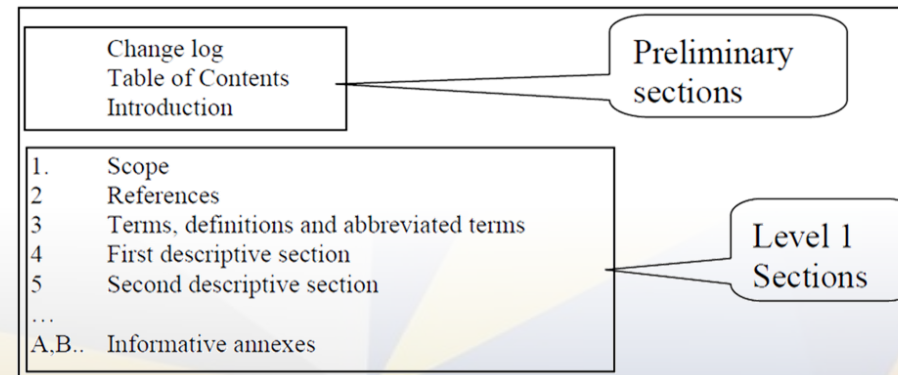 Change log
Table of Contents
Introduction
Preliminary
sections
1. Scope
2 References
3 Terms, definitions and abbreviated terms
4 First descriptive section
5 Second descriptive section
…
A,B.. Informative annexes
Level 1
Sections